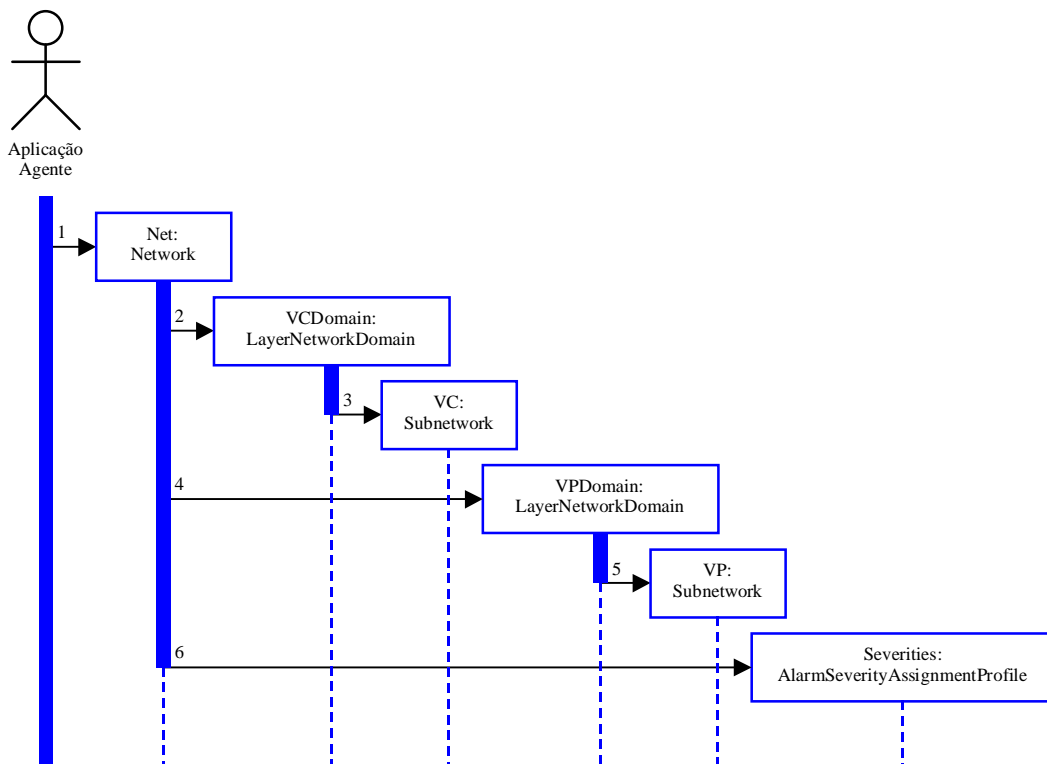 Aplicação
Agente
1
Net:
Network
2
VCDomain:
LayerNetworkDomain
3
VC:
Subnetwork
4
VPDomain:
LayerNetworkDomain
5
VP:
Subnetwork
6
Severities:
AlarmSeverityAssignmentProfile